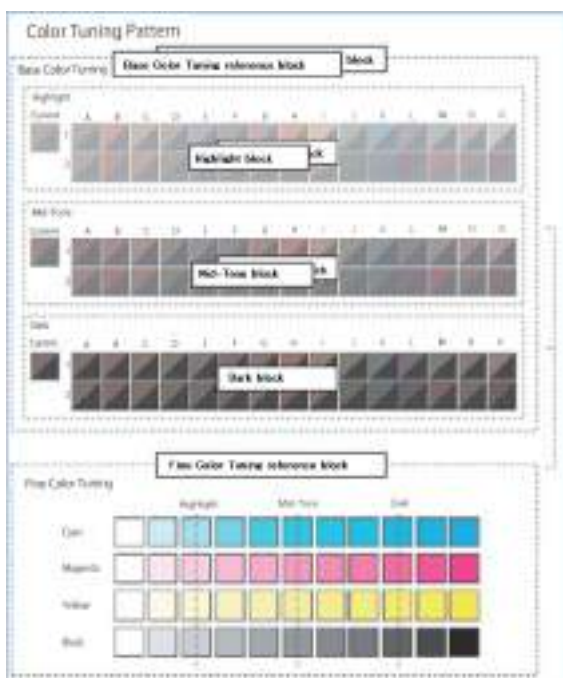 Color Tuning Pattern
Base Color Tuning reference block
block
Base Color Tuning
Highlight
Current A B C D E F G H I J K L M N O
1
2
Highlight block
Mid-Tone
Current A B C D E F G H I J K L M N O
Mid-Tone block
Dark
Current A B C D E F G H I J K L M N O
1
2
Dark block
Fine Color Tuning reference block
Fine Color Tuning
Highlight Mid-Tone Dark
Cyan
Magenta
Yellow
Black